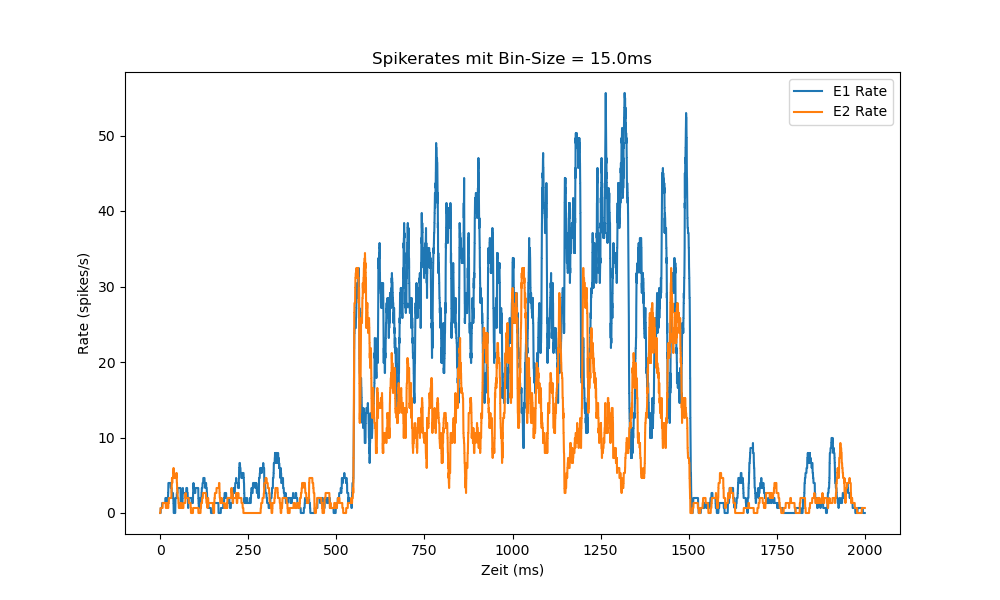 Spikerates mit Bin-Size = 15.0ms
E1 Rate
E2 Rate
Rate (spikes/s)
50
40
30
20
10
0
0 250 500 750 1000 1250 1500 1750 2000
Zeit (ms)